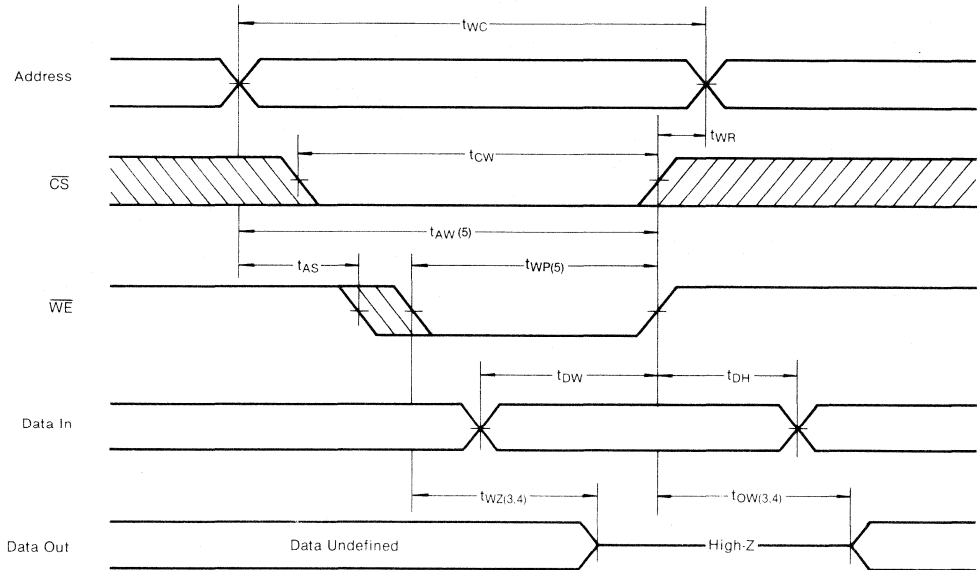 tWC
Address
tWR
tCW
CS
tAW(5)
tAS
tWP(5)
WE
tDW
tDH
Data In
tWZ(3,4)
tOW(3,4)
Data Out
Data Undefined
High-Z